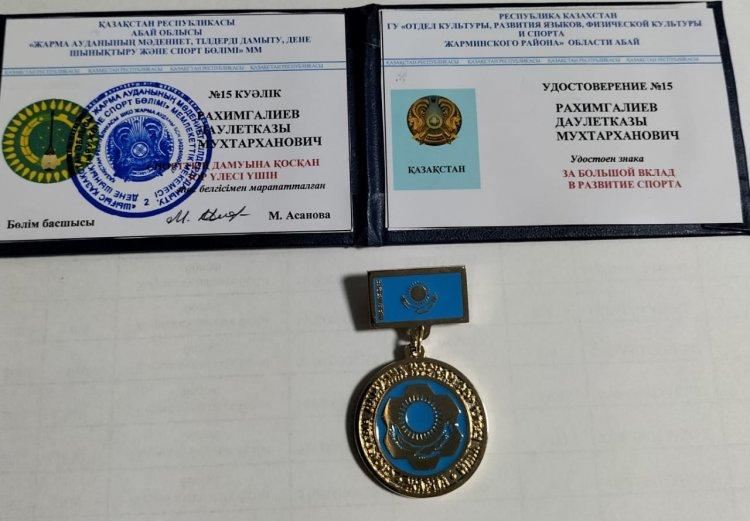 ҚАЗАҚСТАН РЕСПУБЛИКАСЫ
АБАЙ ОБЛЫСЫ
«ЖАРМА АУДАНЫНЫҢ МӘДЕНИЕТ, ТІЛДЕРДІ ДАМЫТУ, ДЕНЕ
ШЫНЫҚТЫРУ ЖӘНЕ СПОРТ БӨЛІМІ» ММ
№15 КУӘЛІК
РАХИМГАЛИЕВ
ДАУЛЕТКАЗЫ
МУХТАРХАНОВИЧ
ДАМУЫНА ҚОСҚАН
ҮЛЕСІ ҮШІН
белгісімен марапатталған
Бөлім басшысы
М. Асанова
РЕСПУБЛИКА КАЗАХСТАН
ГУ «ОТДЕЛ КУЛЬТУРЫ, РАЗВИТИЯ ЯЗЫКОВ, ФИЗИЧЕСКОЙ КУЛЬТУРЫ
И СПОРТА
ЖАРМИНСКОГО РАЙОНА» ОБЛАСТИ АБАЙ
УДОСТОВЕРЕНИЕ №15
РАХИМГАЛИЕВ
ДАУЛЕТКАЗЫ
МУХТАРХАНОВИЧ
ҚАЗАҚСТАН
Удостоен знака
ЗА БОЛЬШОЙ ВКЛАД
В РАЗВИТИЕ СПОРТА